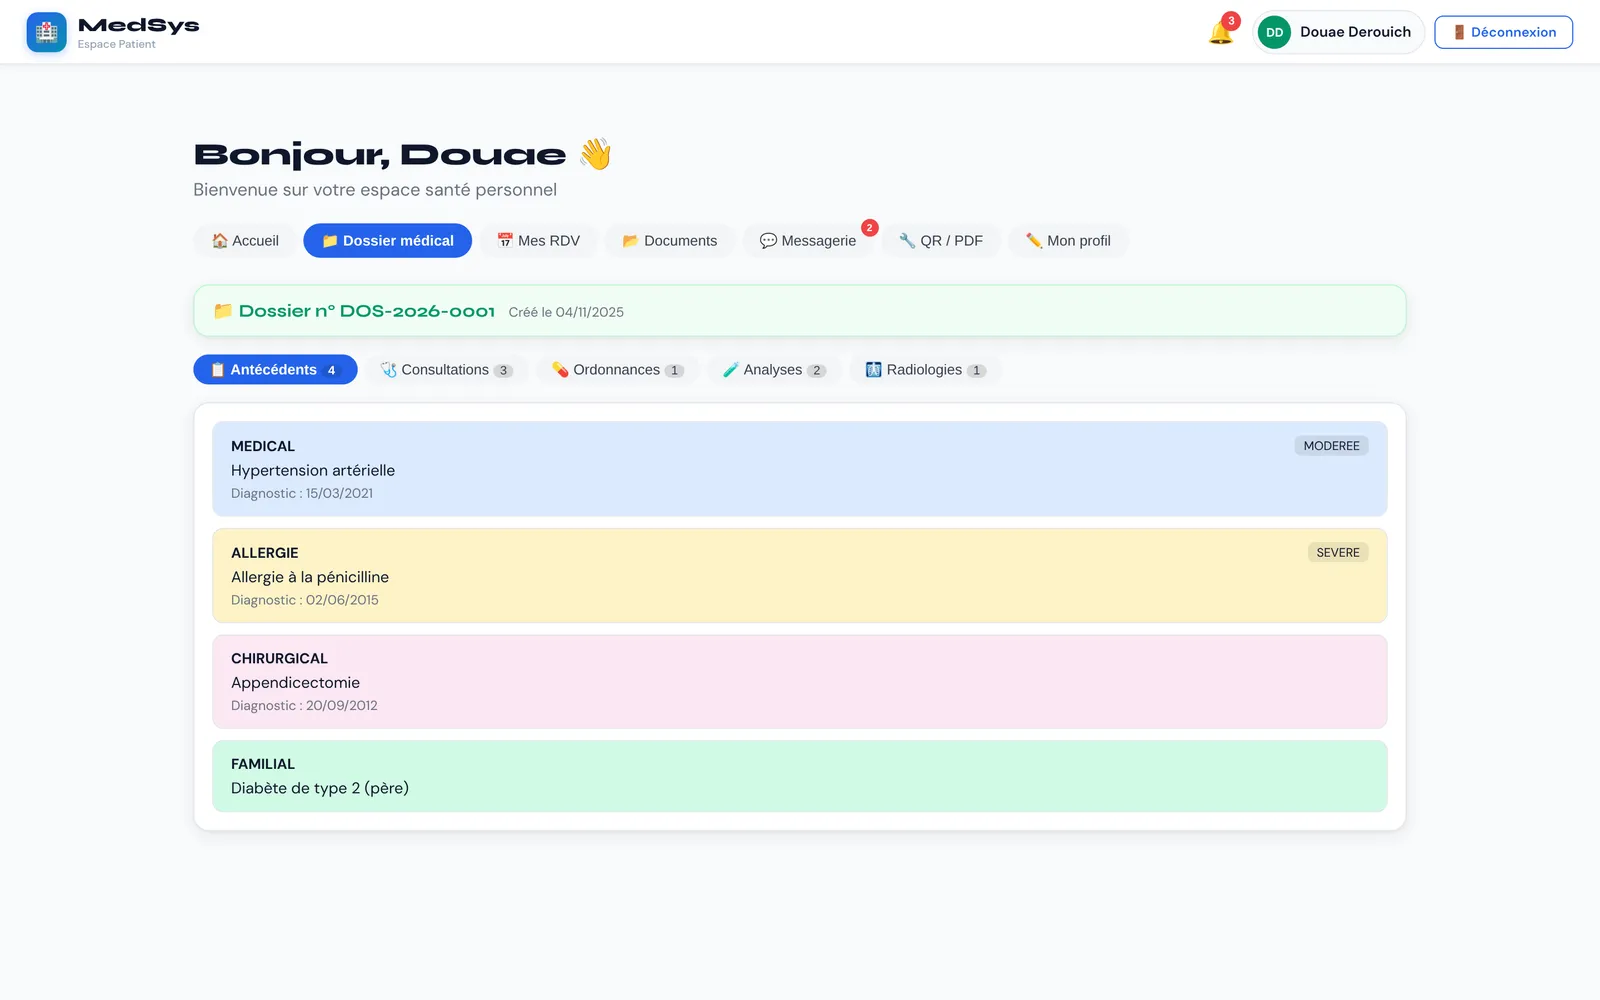 MedSys
Espace Patient
3
DD
Douae Derouich
Déconnexion
Bonjour, Douae
Bienvenue sur votre espace santé personnel
Accueil
Dossier médical
Mes RDV
Documents
Messagerie
2
QR / PDF
Mon profil
Dossier n° DOS-2026-0001 Créé le 04/11/2025
Antécédents 4
Consultations 3
Ordonnances 1
Analyses 2
Radiologies 1
MEDICAL
MODEREE
Hypertension artérielle
Diagnostic : 15/03/2021
ALLERGIE
SEVERE
Allergie à la pénicilline
Diagnostic : 02/06/2015
CHIRURGICAL
Appendicectomie
Diagnostic : 20/09/2012
FAMILIAL
Diabète de type 2 (père)